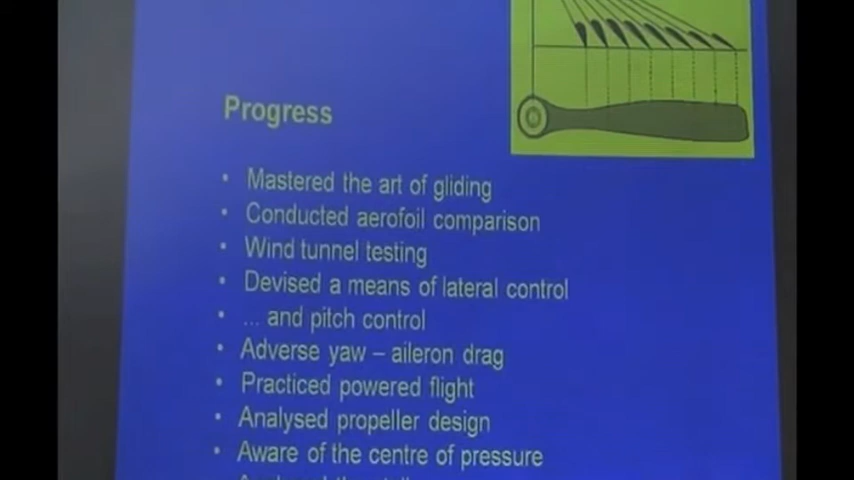 Progress
• Mastered the art of gliding
• Conducted aerofoil comparison
• Wind tunnel testing
• Devised a means of lateral control
• ... and pitch control
• Adverse yaw – aileron drag
• Practiced powered flight
• Analysed propeller design
• Aware of the centre of pressure